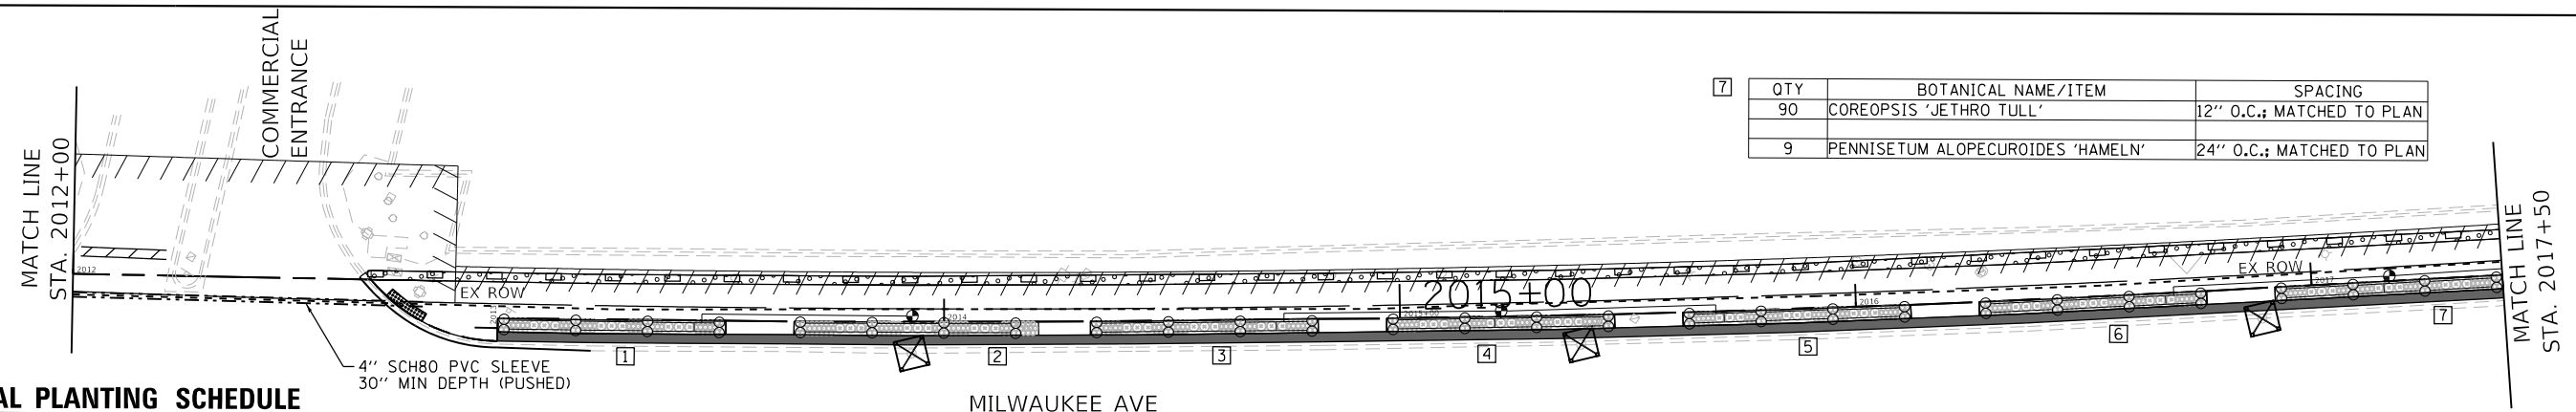 COMMERCIAL
ENTRANCE
MATCH LINE
STA. 2012+00
7
QTY BOTANICAL NAME/ITEM SPACING
90 COREOPSIS 'JETHRO TULL' 12'' O.C.; MATCHED TO PLAN
9 PENNISETUM ALOPECUROIDES 'HAMELN' 24'' O.C.; MATCHED TO PLAN
MATCH LINE
STA. 2017+50
2012
EX ROW
2013
2014
2015+00
2015
2016
EX ROW
2017
1
2
3
4
5
6
7
4'' SCH80 PVC SLEEVE
30'' MIN DEPTH (PUSHED)
AL PLANTING SCHEDULE
MILWAUKEE AVE